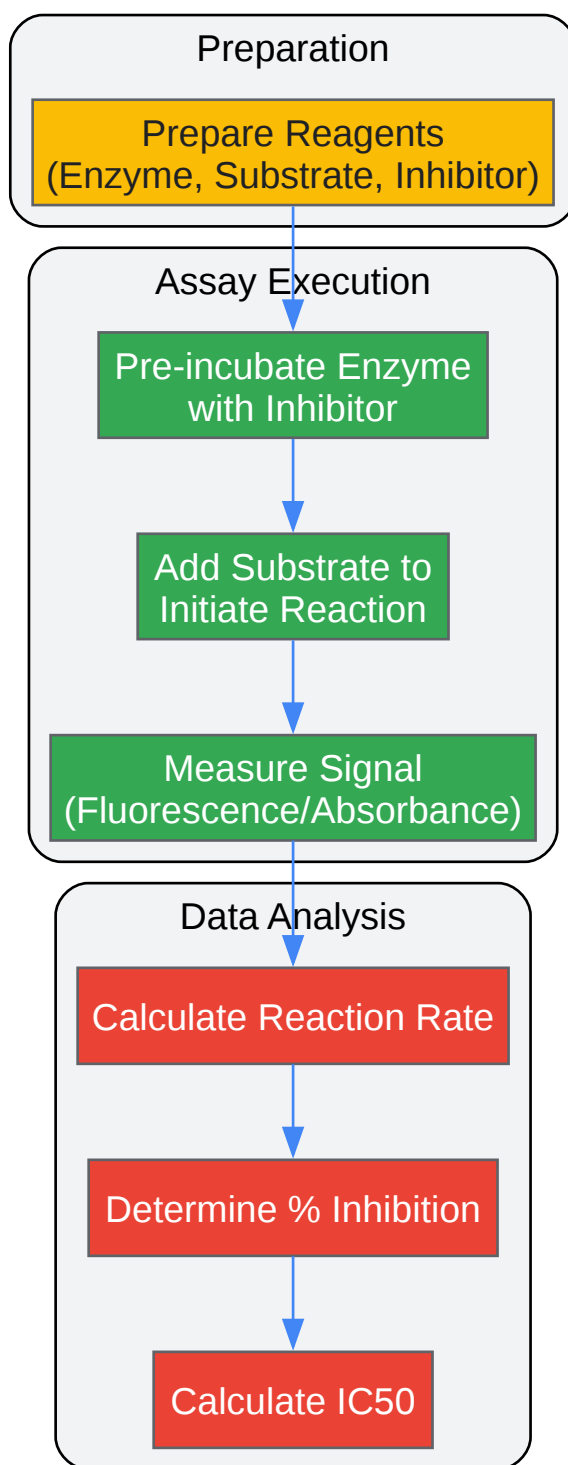 Preparation
Prepare Reagents
(Enzyme, Substrate, Inhibitor)
Assay Execution
Pre-incubate Enzyme
with Inhibitor
Add Substrate to
Initiate Reaction
Measure Signal
(Fluorescence/Absorbance)
Data Analysis
Calculate Reaction Rate
Determine % Inhibition
Calculate IC50